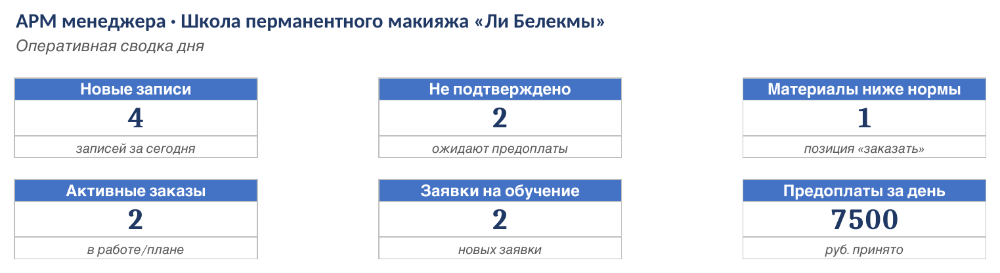 АРМ менеджера · Школа перманентного макияжа «Ли Белекмы»
Оперативная сводка дня
Новые записи
4
записей за сегодня
Не подтверждено
2
ожидают предоплаты
Материалы ниже нормы
1
позиция «заказать»
Активные заказы
2
в работе/плане
Заявки на обучение
2
новых заявки
Предоплаты за день
7500
руб. принято